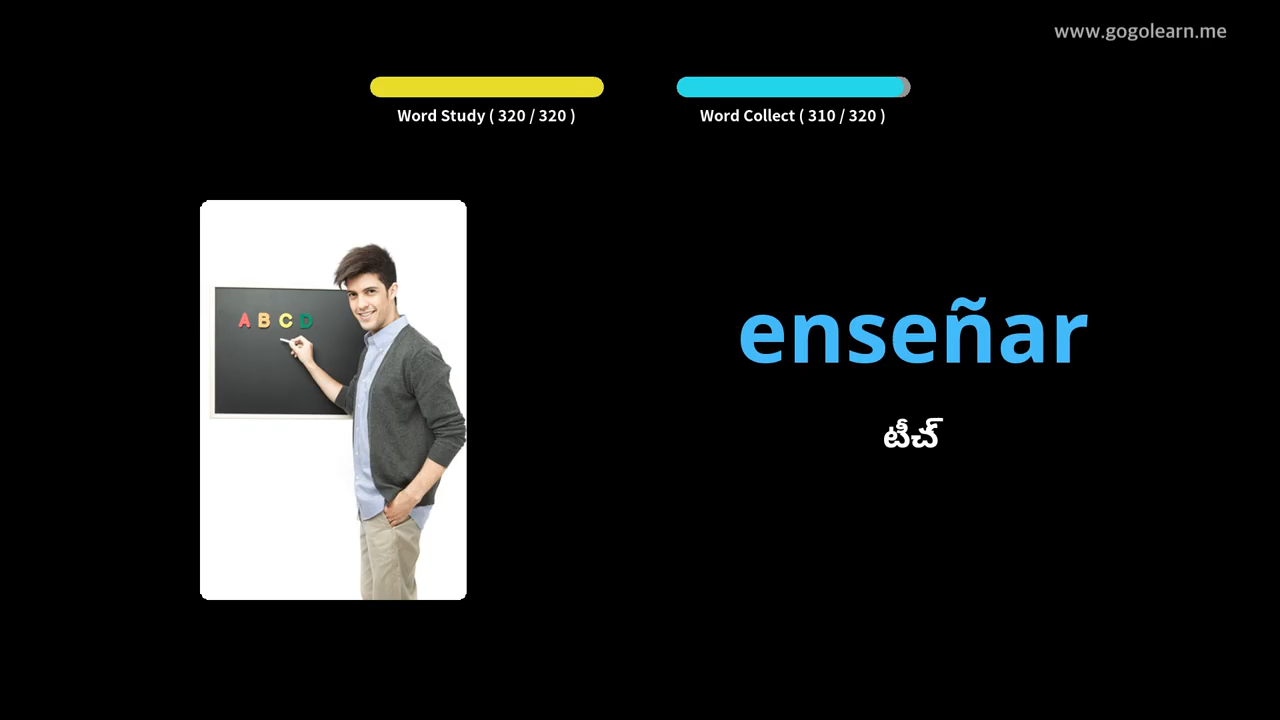 www.gogolearn.me
Word Study ( 320 / 320 )
Word Collect ( 310 / 320 )
A B C D
enseñar
టీచ్